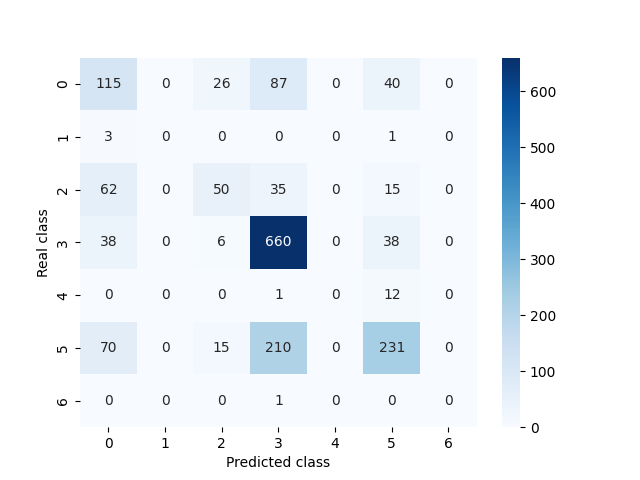 0 115 0 26 87 0 40 0
1 3 0 0 0 0 1 0
2 62 0 50 35 0 15 0
3 38 0 6 660 0 38 0
4 0 0 0 1 0 12 0
5 70 0 15 210 0 231 0
6 0 0 0 1 0 0 0
0 1 2 3 4 5 6
Predicted class
Real class
600
500
400
300
200
100
0